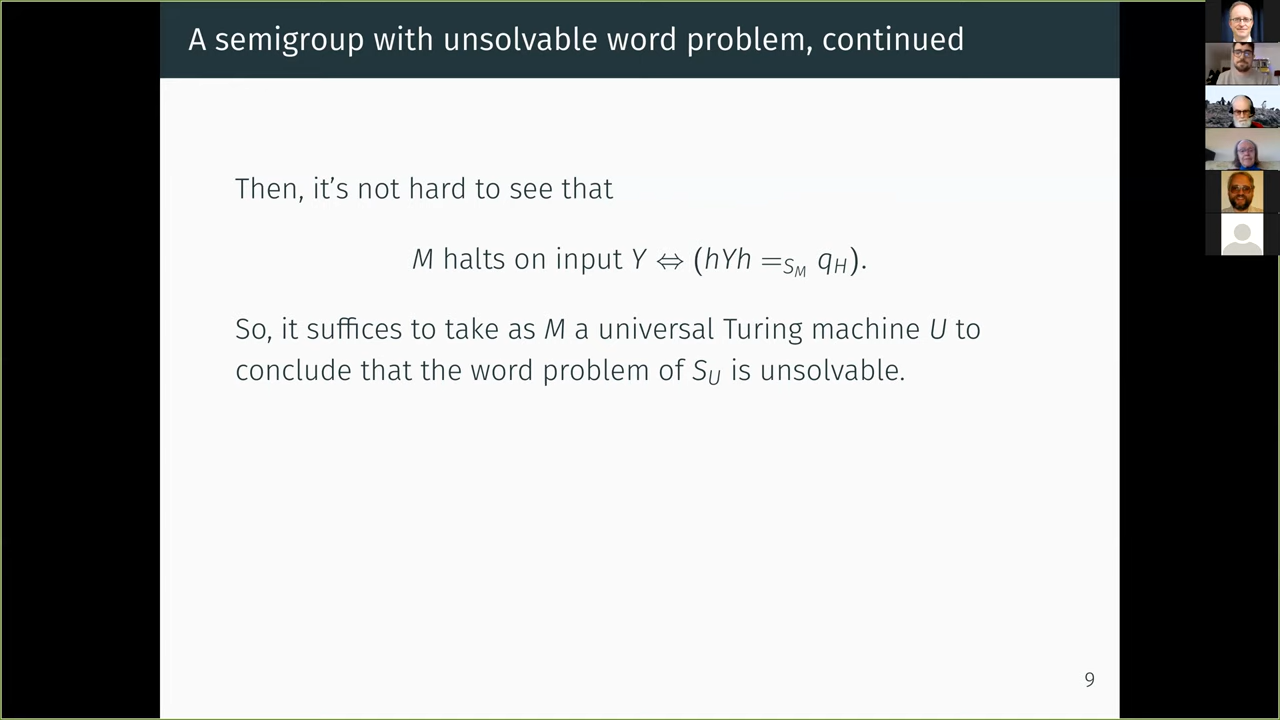 A semigroup with unsolvable word problem, continued
Then, it's not hard to see that
M halts on input Y ⇔ (hYh =_{S_M} q_H).
So, it suffices to take as M a universal Turing machine U to
conclude that the word problem of S_U is unsolvable.
9